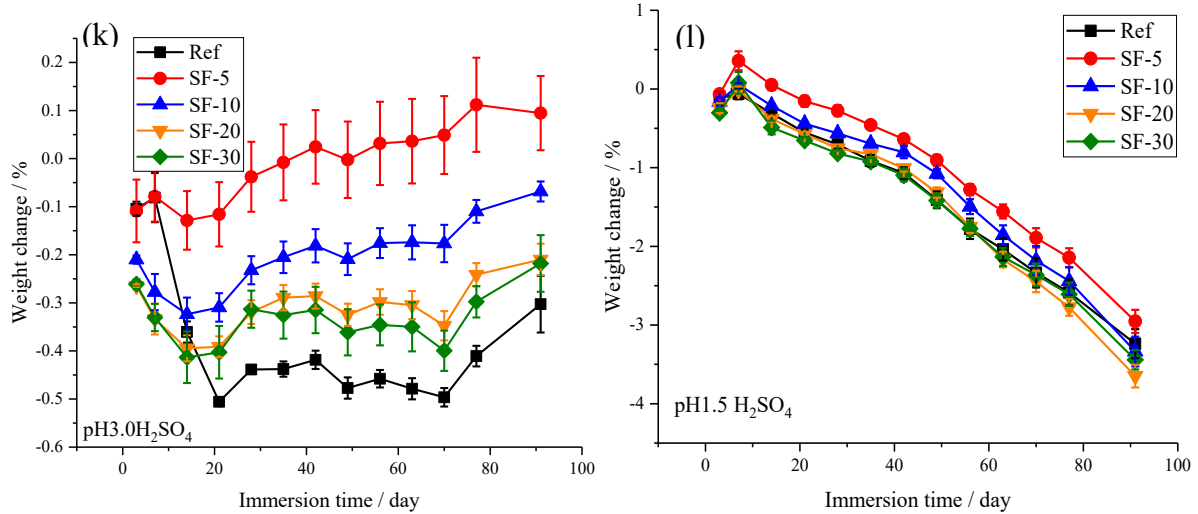 (k)
Ref
SF-5
SF-10
SF-20
SF-30
0.2
0.1
0.0
-0.1
-0.2
-0.3
-0.4
-0.5
-0.6
Weight change / %
pH3.0H₂SO₄
0
20
40
60
80
100
Immersion time / day
(l)
Ref
SF-5
SF-10
SF-20
SF-30
1
0
-1
-2
-3
-4
Weight change / %
pH1.5 H₂SO₄
0
20
40
60
80
100
Immersion time / day